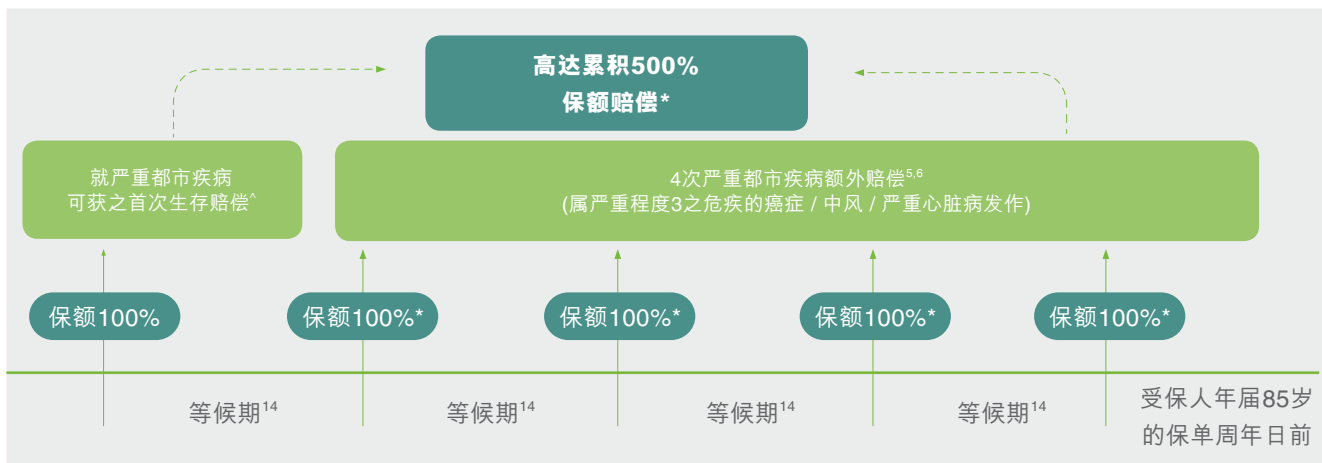 高达累积500%
保额赔偿*
就严重都市疾病
可获之首次生存赔偿^
4次严重都市疾病额外赔偿5,6
(属严重程度3之危疾的癌症 / 中风 / 严重心脏病发作)
保额100%
保额100%*
保额100%*
保额100%*
保额100%*
等候期14
等候期14
等候期14
等候期14
受保人年届85岁
的保单周年日前